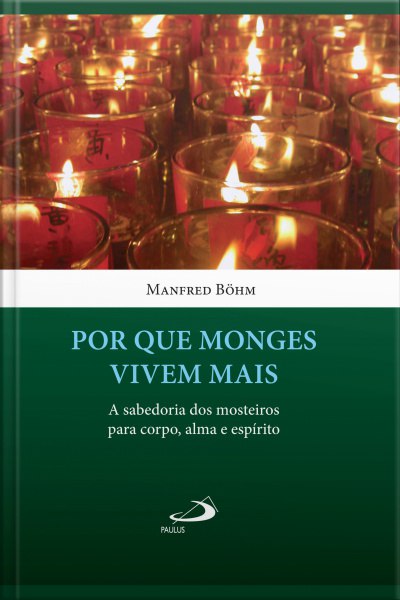 Manfred Böhm
POR QUE MONGES
VIVEM MAIS
A sabedoria dos mosteiros
para corpo, alma e espírito
PAULUS